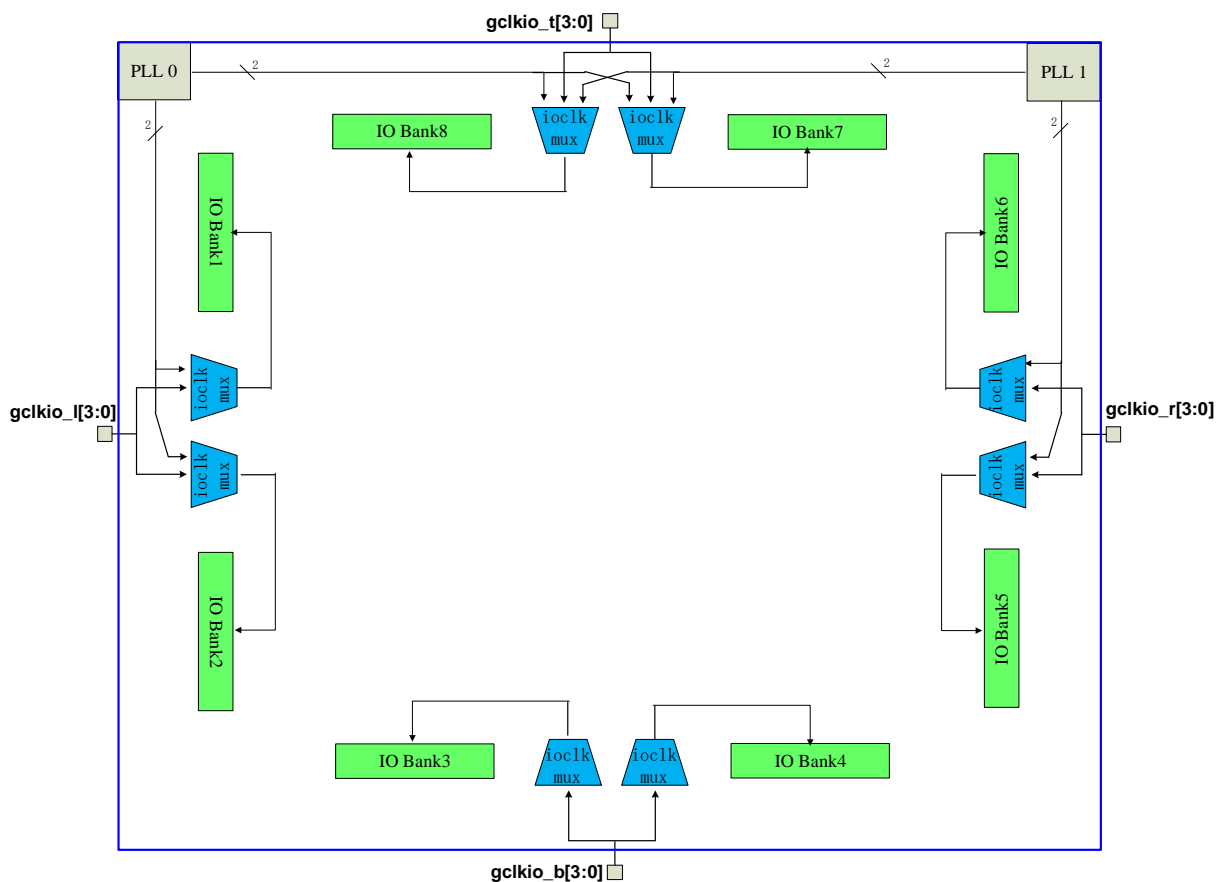 gclkio_t[3:0]
PLL 0
2
2
PLL 1
ioclk
mux
ioclk
mux
IO Bank8
IO Bank7
2
2
IO Bank1
IO Bank6
ioclk
mux
ioclk
mux
gclkio_l[3:0]
gclkio_r[3:0]
ioclk
mux
ioclk
mux
IO Bank2
IO Bank5
ioclk
mux
ioclk
mux
IO Bank3
IO Bank4
gclkio_b[3:0]